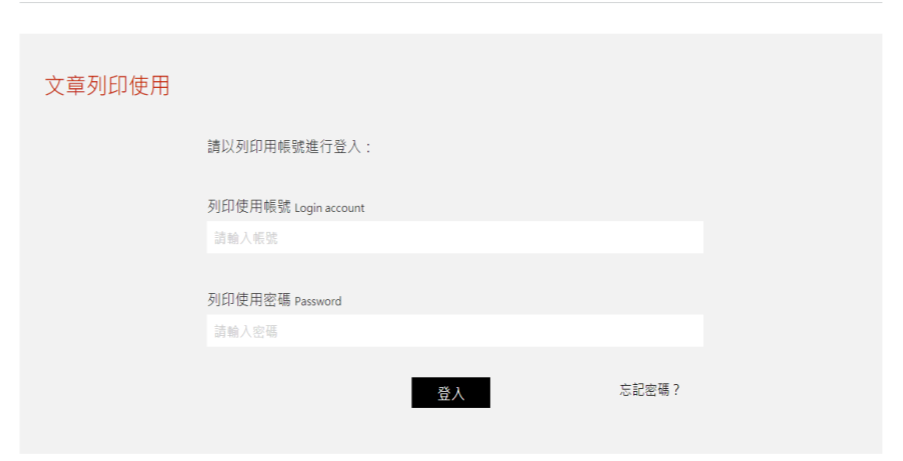 文章列印使用
請以列印用帳號進行登入：
列印使用帳號 Login account
請輸入帳號
列印使用密碼 Password
請輸入密碼
登入
忘記密碼？